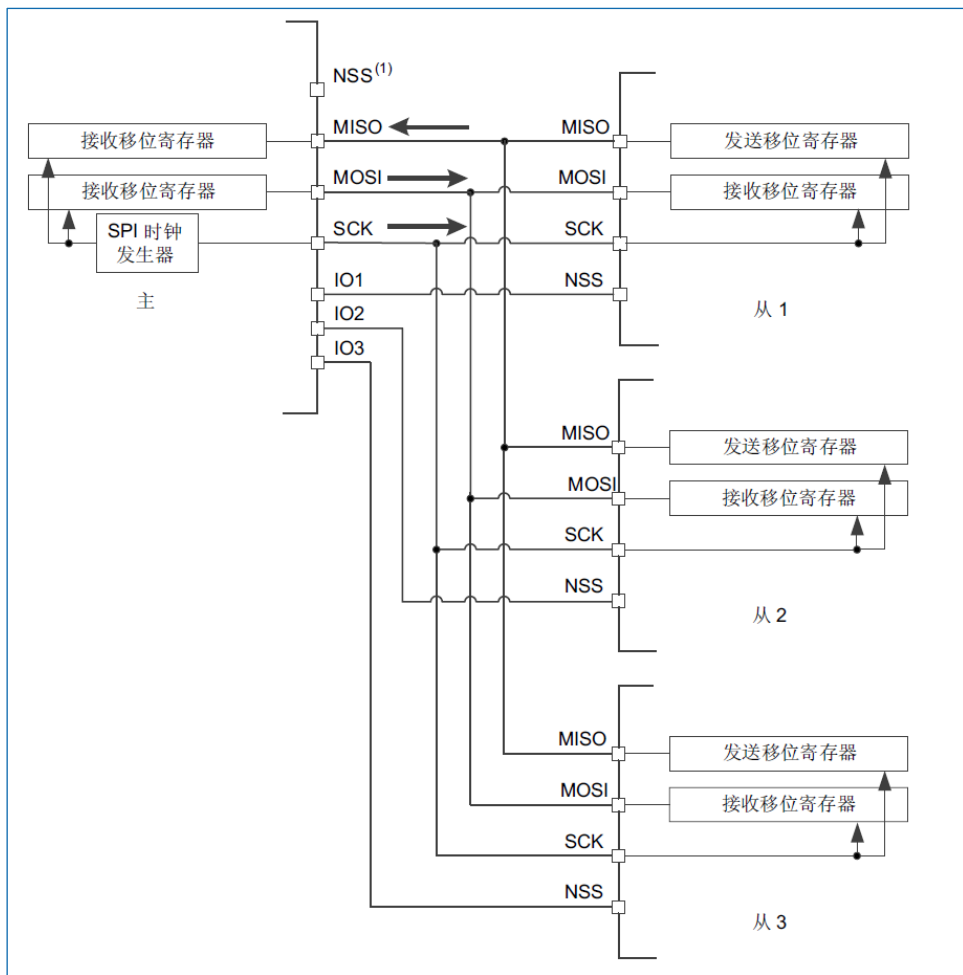 NSS(1)
MISO
MISO
接收移位寄存器
发送移位寄存器
MOSI
MOSI
接收移位寄存器
接收移位寄存器
SCK
SCK
SPI 时钟
发生器
IO1
NSS
主
从 1
IO2
IO3
MISO
发送移位寄存器
MOSI
接收移位寄存器
SCK
NSS
从 2
MISO
发送移位寄存器
MOSI
接收移位寄存器
SCK
NSS
从 3